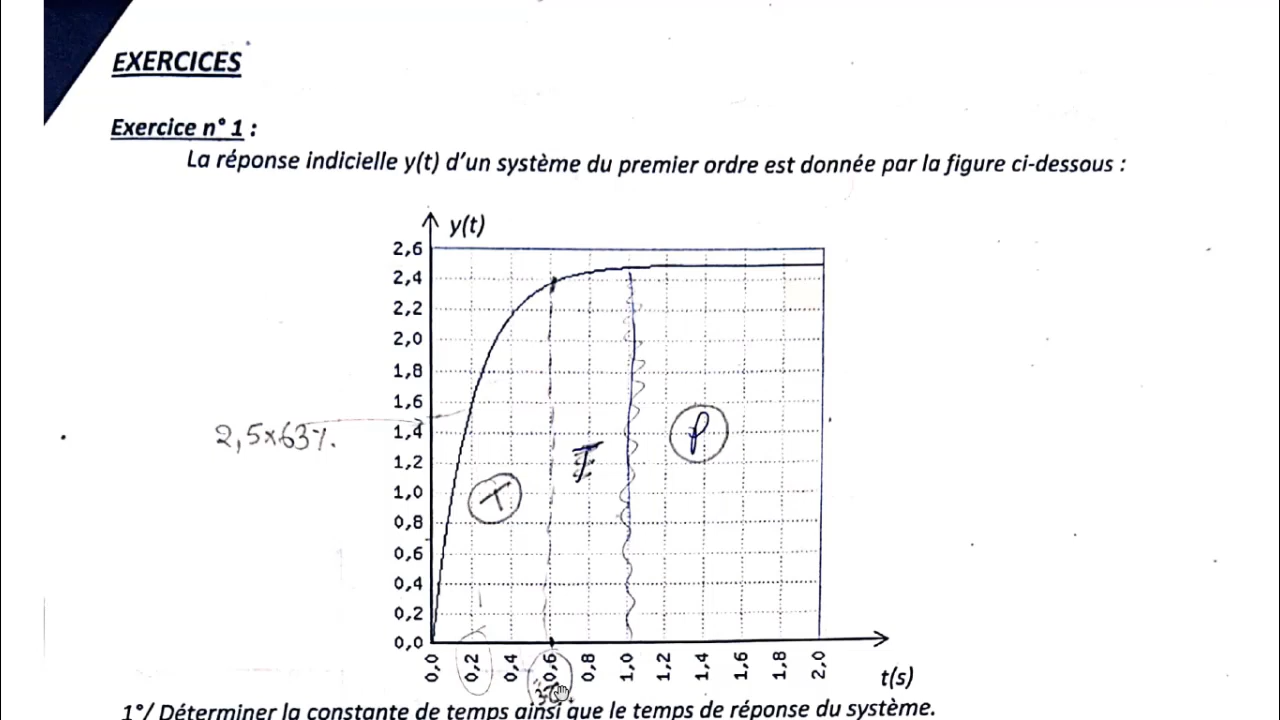 EXERCICES
Exercice n° 1 :
La réponse indicielle y(t) d'un système du premier ordre est donnée par la figure ci-dessous :
y(t)
2,6
2,4
2,2
2,0
1,8
1,6
1,4
1,2
1,0
0,8
0,6
0,4
0,2
0,0
2,5x63%.
T
I
P
0,0 0,2 0,4 0,6 0,8 1,0 1,2 1,4 1,6 1,8 2,0
t(s)
1°/ Déterminer la constante de temps ainsi que le temps de réponse du système.